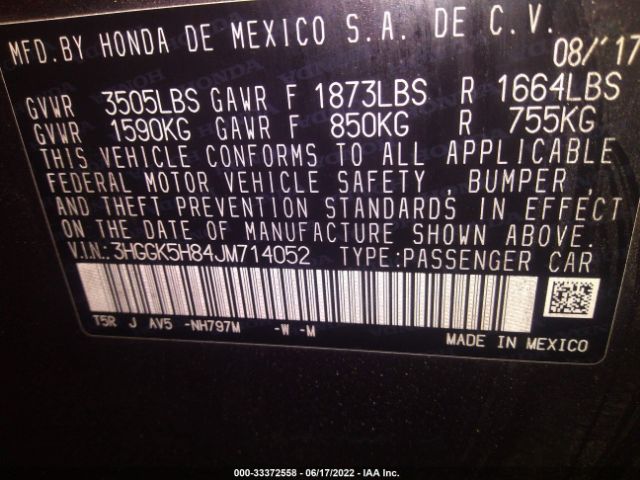 MFD.BY HONDA DE MEXICO S.A. DE C.V.
08/'17
GVWR 3505LBS GAWR F 1873LBS R 1664LBS
GVWR 1590KG GAWR F 850KG R 755KG
THIS VEHICLE CONFORMS TO ALL APPLICABLE
FEDERAL MOTOR VEHICLE SAFETY , BUMPER ,
AND THEFT PREVENTION STANDARDS IN EFFECT
ON THE DATE OF MANUFACTURE SHOWN ABOVE.
V.I.N.: 3HGGK5H84JM714052 TYPE:PASSENGER CAR
T5R J AV5 -NH797M -W -M
MADE IN MEXICO
000-33372558 - 06/17/2022 - IAA Inc.